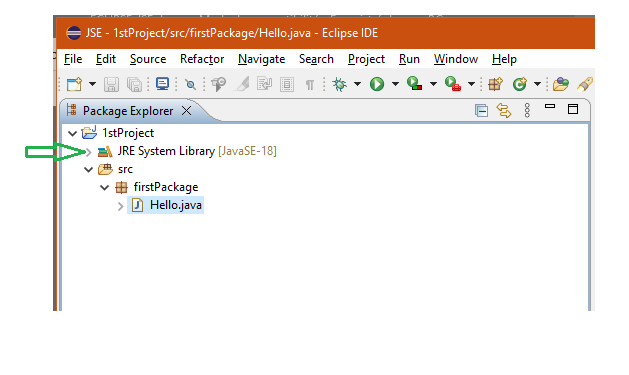 JSE - 1stProject/src/firstPackage/Hello.java - Eclipse IDE
File Edit Source Refactor Navigate Search Project Run Window Help
Package Explorer
1stProject
JRE System Library [JavaSE-18]
src
firstPackage
Hello.java